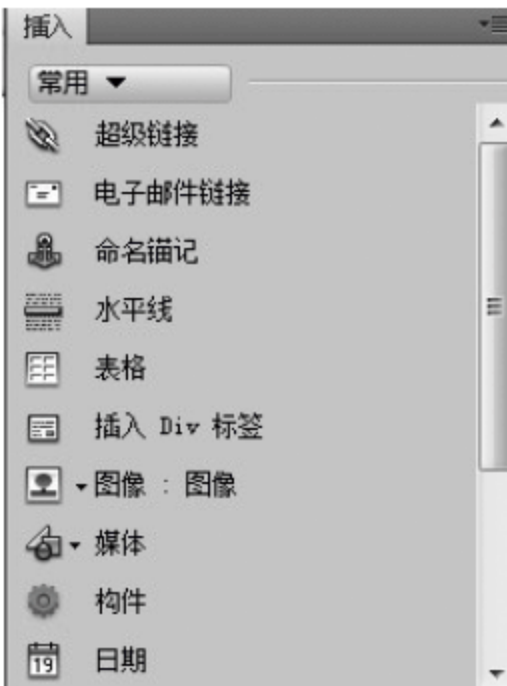 插入
常用
超级链接
电子邮件链接
命名锚记
水平线
表格
插入 Div 标签
图像 : 图像
媒体
构件
19
日期